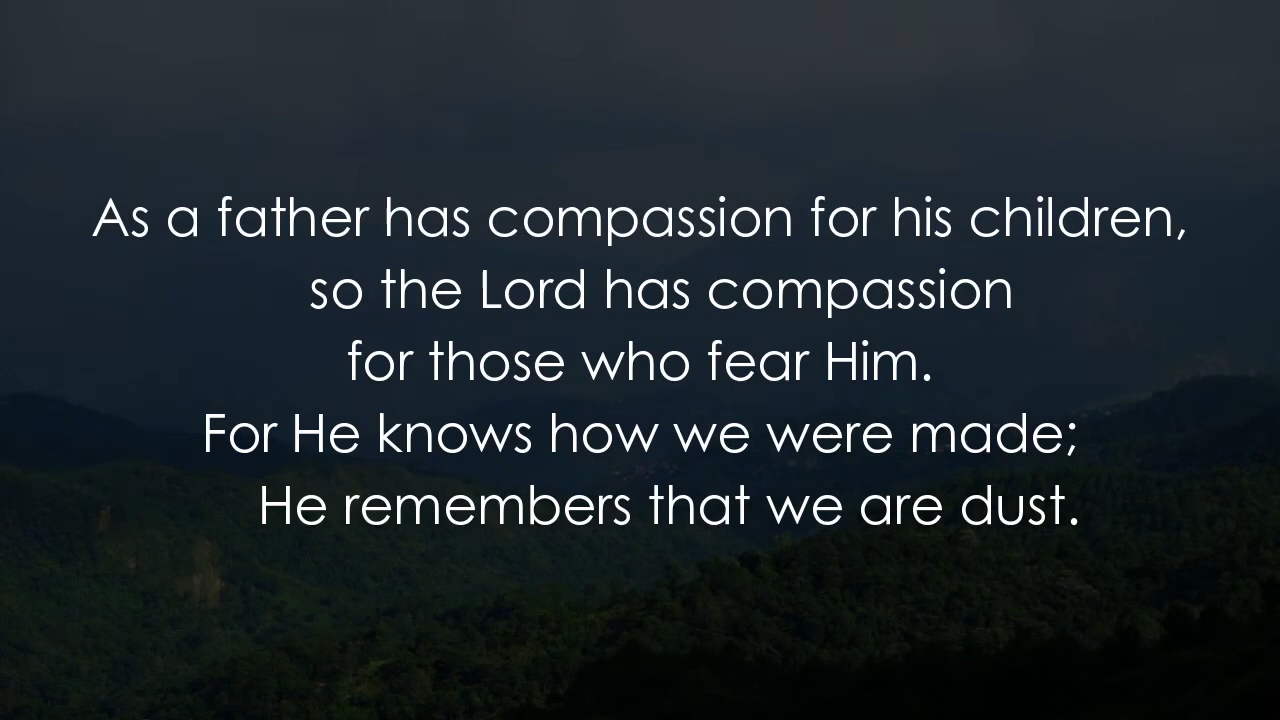 As a father has compassion for his children,
so the Lord has compassion
for those who fear Him.
For He knows how we were made;
He remembers that we are dust.